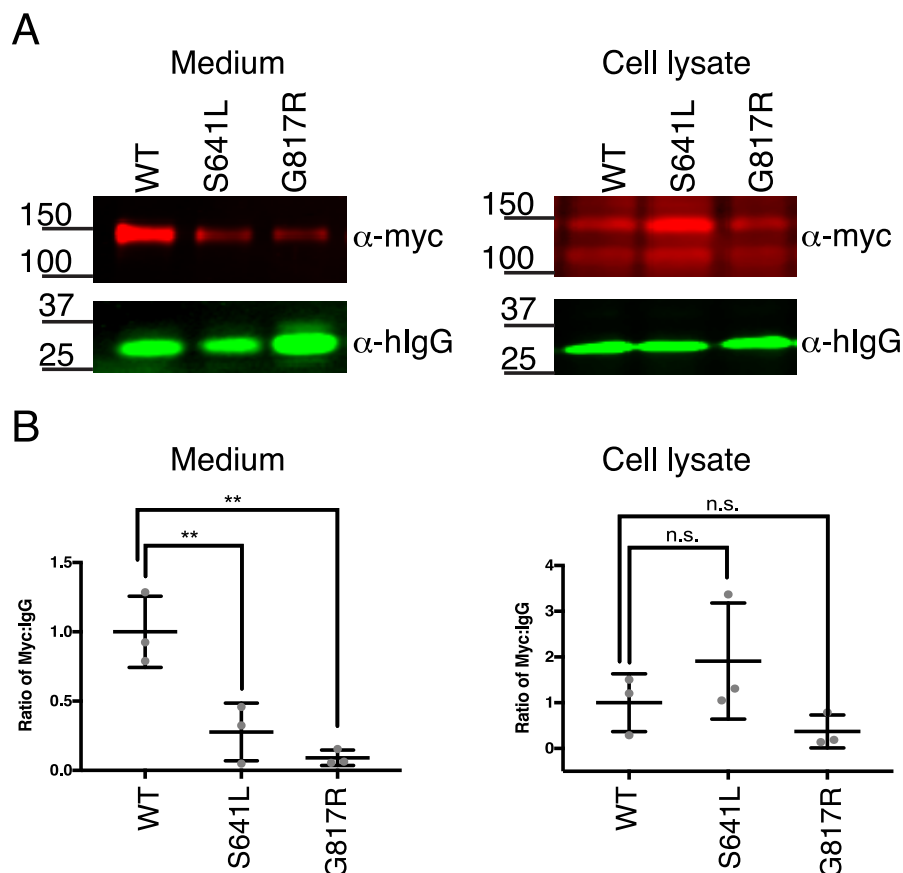 A
Medium
Cell lysate
WT S641L G817R
WT S641L G817R
150
100
α-myc
150
100
α-myc
37
25
α-hIgG
37
25
α-hIgG
B
Medium
Cell lysate
**
**
n.s.
n.s.
Ratio of Myc:IgG
1.5
1.0
0.5
0.0
WT S641L G817R
Ratio of Myc:IgG
4
3
2
1
0
WT S641L G817R